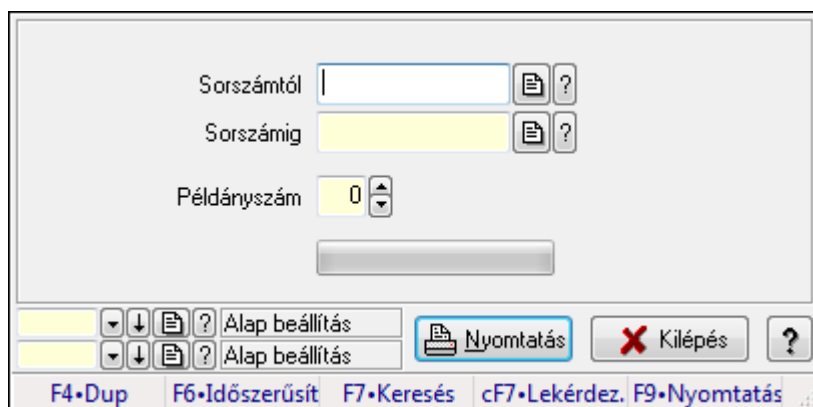 Sorszámtól ?
Sorszámig ?
Példányszám 0
? Alap beállítás
? Alap beállítás
Nyomtatás
Kilépés
?
F4•Dup F6•Időszerűsít F7•Keresés cF7•Lekérdez. F9•Nyomtatás